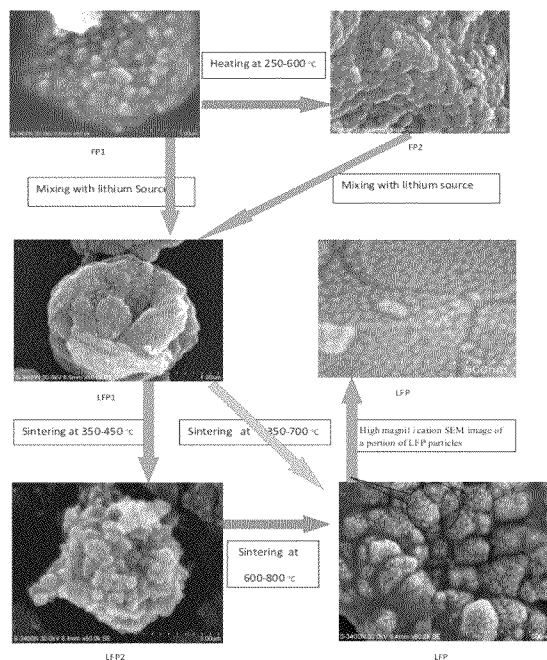 Heating at 250-600 ℃
FP1
FP2
Mixing with lithium Source
Mixing with lithium source
LFP1
500nm
LFP
Sintering at 350-450 ℃
Sintering at 350-700 ℃
High magnification SEM image of
a portion of LFP particles
Sintering at
600-800 ℃
LFP2
LFP